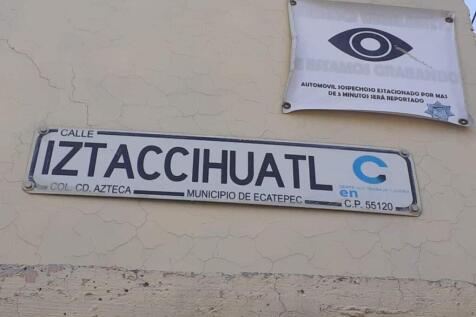 E ESTAMOS GRABANDO
AUTOMOVIL SOSPECHOSO ESTACIONADO POR MAS
DE 5 MINUTOS SERÁ REPORTADO
CALLE
IZTACCIHUATL
COL. CD. AZTECA
MUNICIPIO DE ECATEPEC
en
C.P. 55120